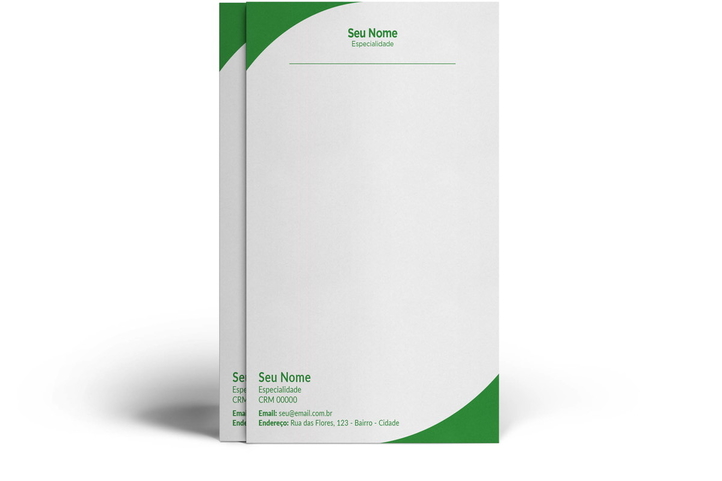 Seu Nome
Especialidade
Seu Nome
Especialidade
CRM 00000
Email: seu@email.com.br
Endereço: Rua das Flores, 123 - Bairro - Cidade